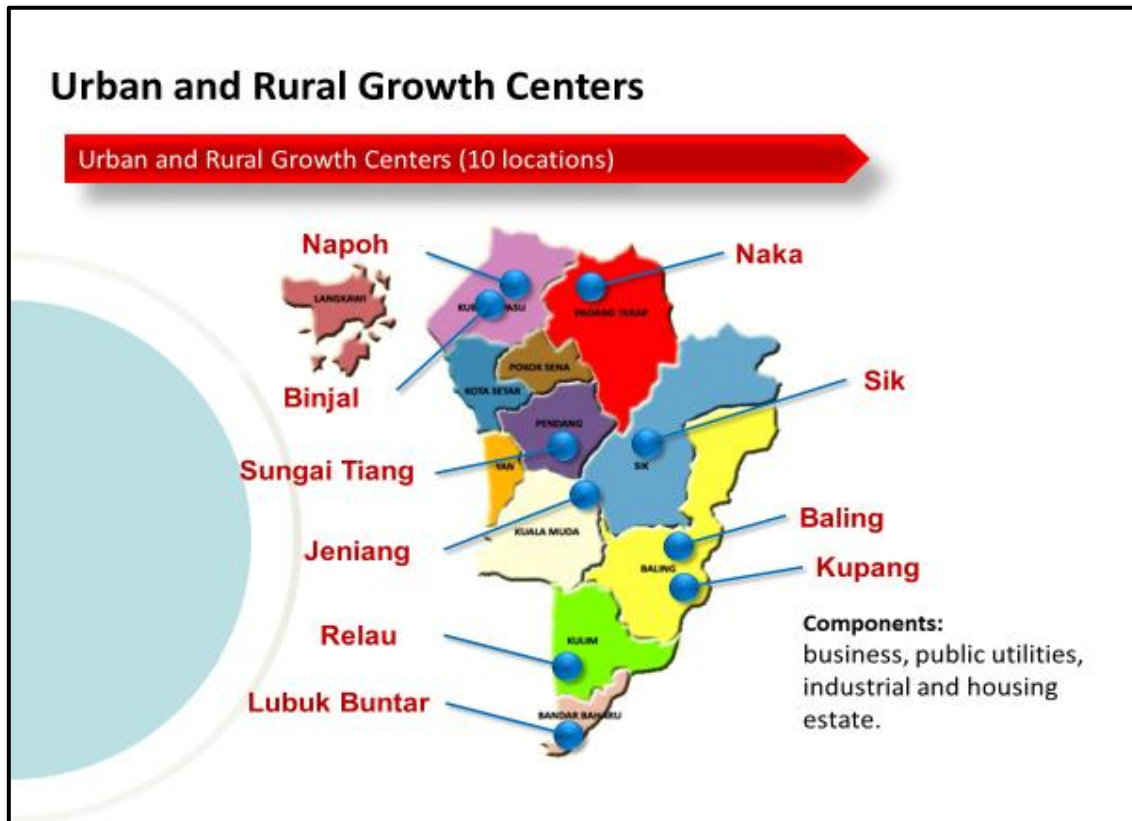 Urban and Rural Growth Centers
Urban and Rural Growth Centers (10 locations)
Napoh
Naka
LANGKAWI
PADANG TERAP
Binjal
POKOK SENA
KOTA SETAR
Sik
PENDANG
Sungai Tiang
YAN
SIK
Jeniang
KUALA MUDA
Baling
BALING
Kupang
Relau
KULIM
Components:
business, public utilities,
industrial and housing
estate.
Lubuk Buntar
BANDAR BAHARU